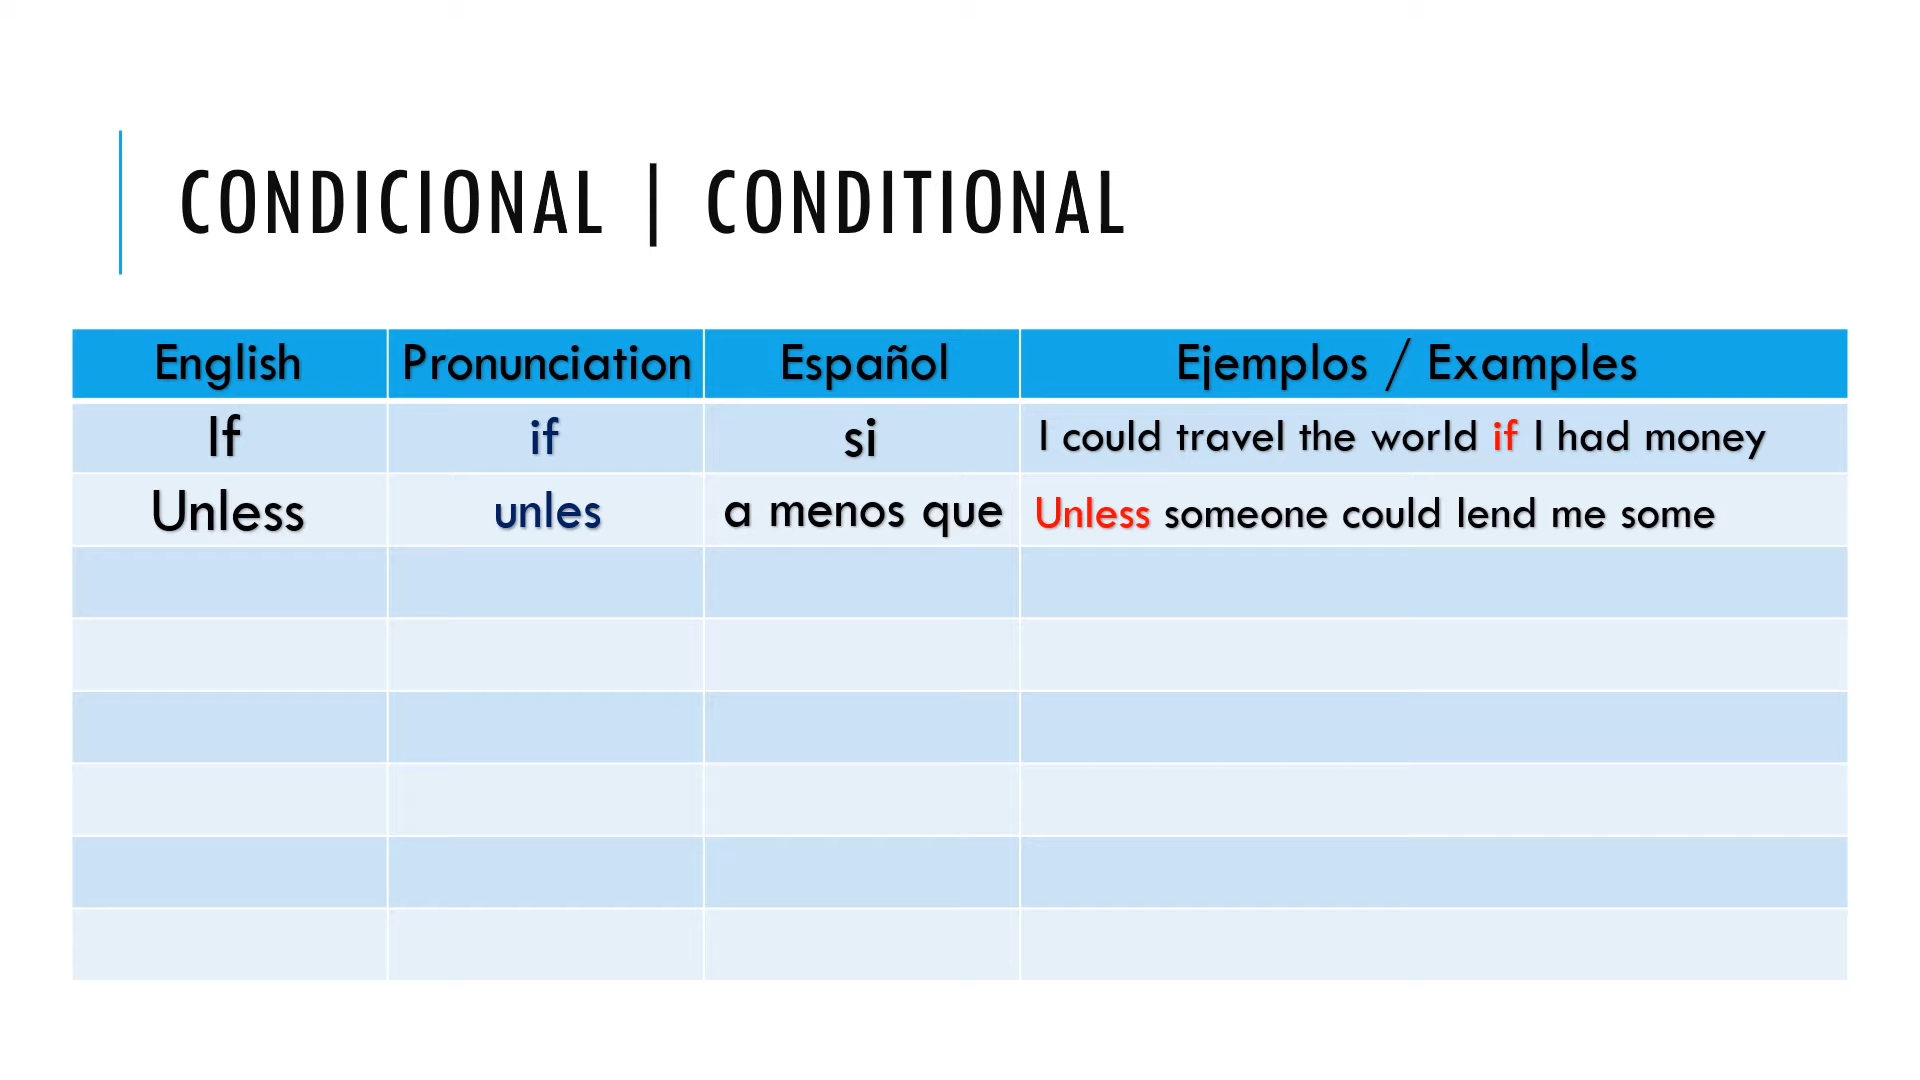 CONDICIONAL | CONDITIONAL
English Pronunciation Español Ejemplos / Examples
If if si I could travel the world if I had money
Unless unles a menos que Unless someone could lend me some